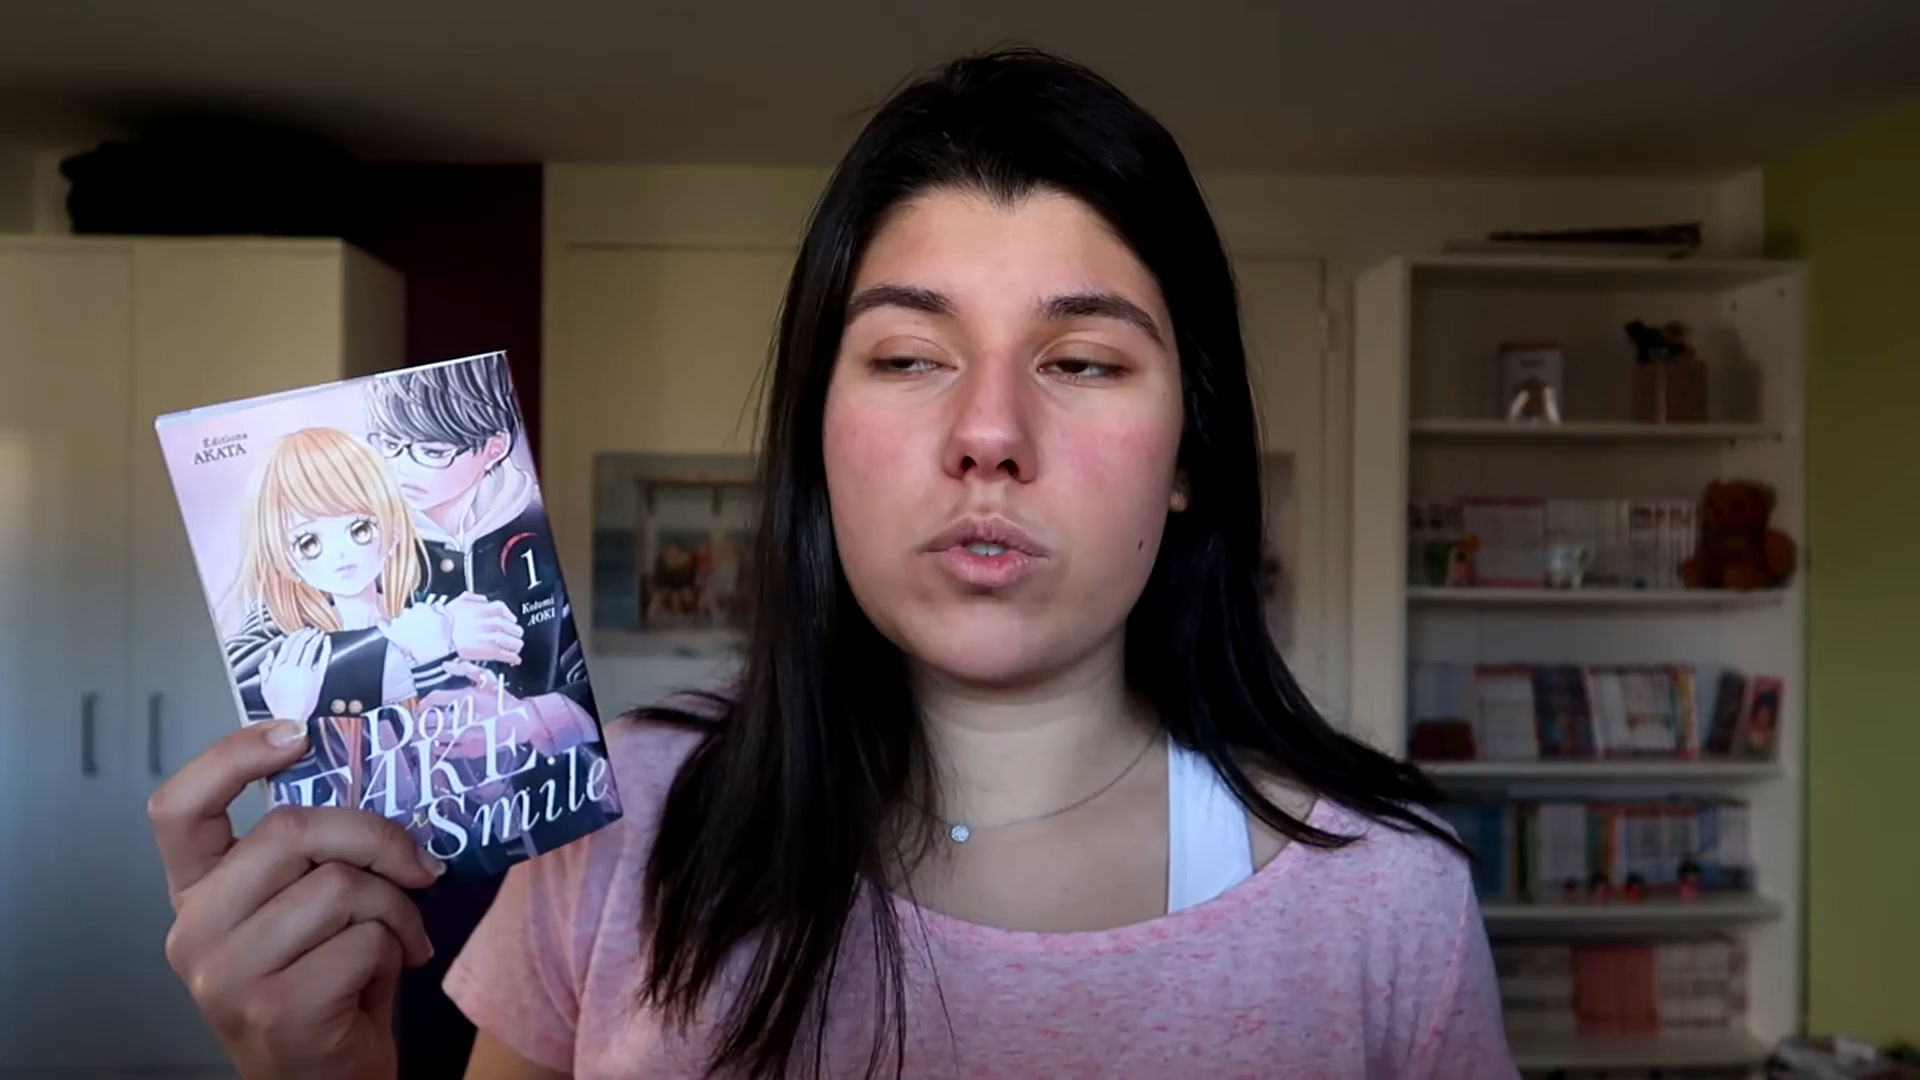 Éditions
AKATA
1
Kotomi
AOKI
Don't
FAKE
Smile